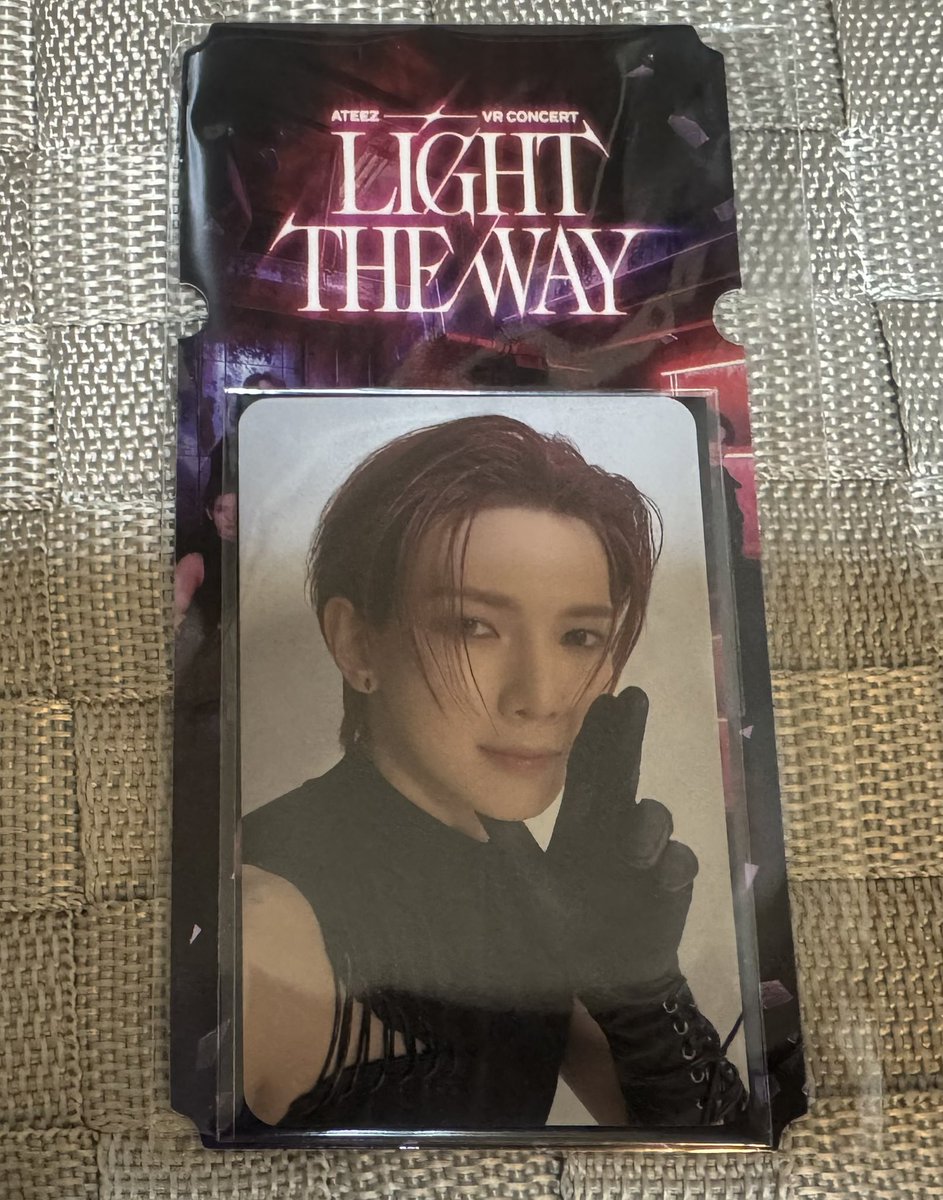 ATEEZ VR CONCERT
LIGHT
THE WAY